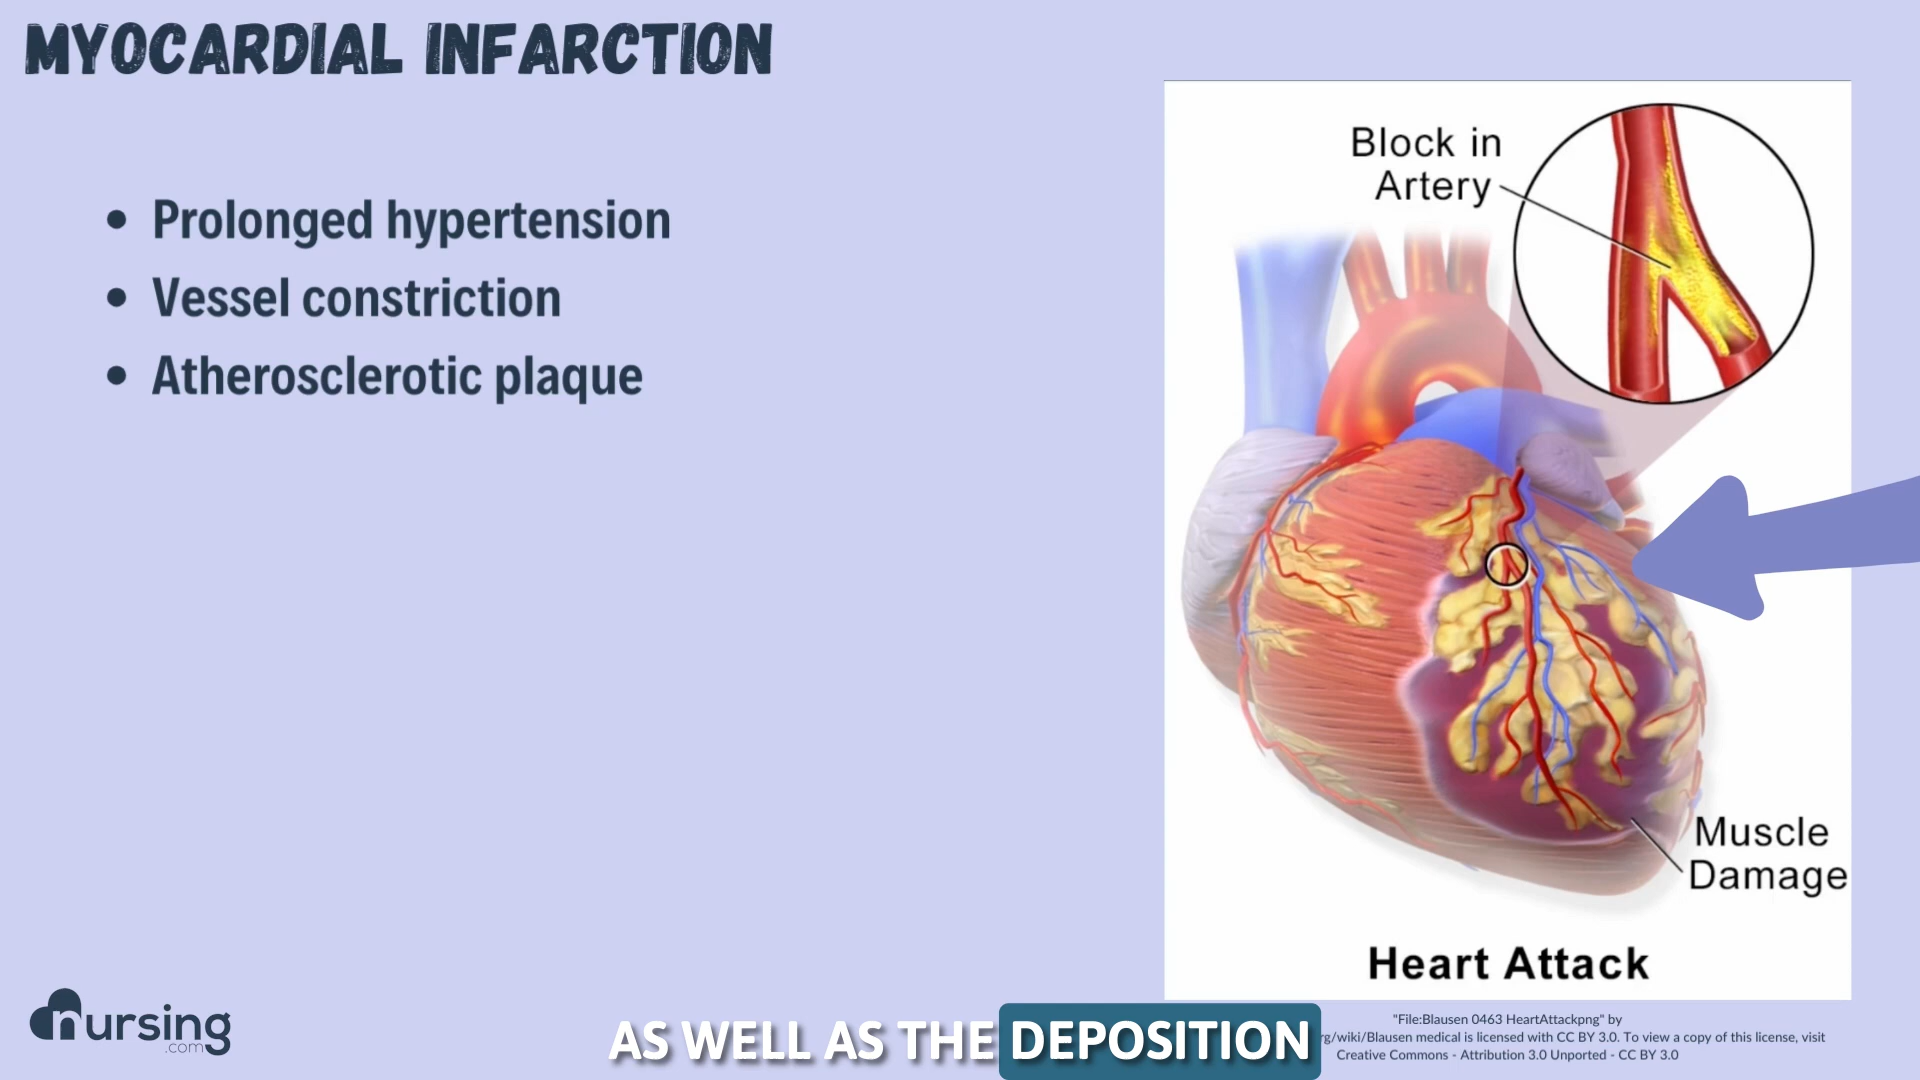 MYOCARDIAL INFARCTION
• Prolonged hypertension
• Vessel constriction
• Atherosclerotic plaque
Block in
Artery
Muscle
Damage
Heart Attack
nursing
.com
AS WELL AS THE DEPOSITION
"File:Blausen 0463 HeartAttackpng" by
rg/wiki/Blausen medical is licensed with CC BY 3.0. To view a copy of this license, visit
Creative Commons - Attribution 3.0 Unported - CC BY 3.0